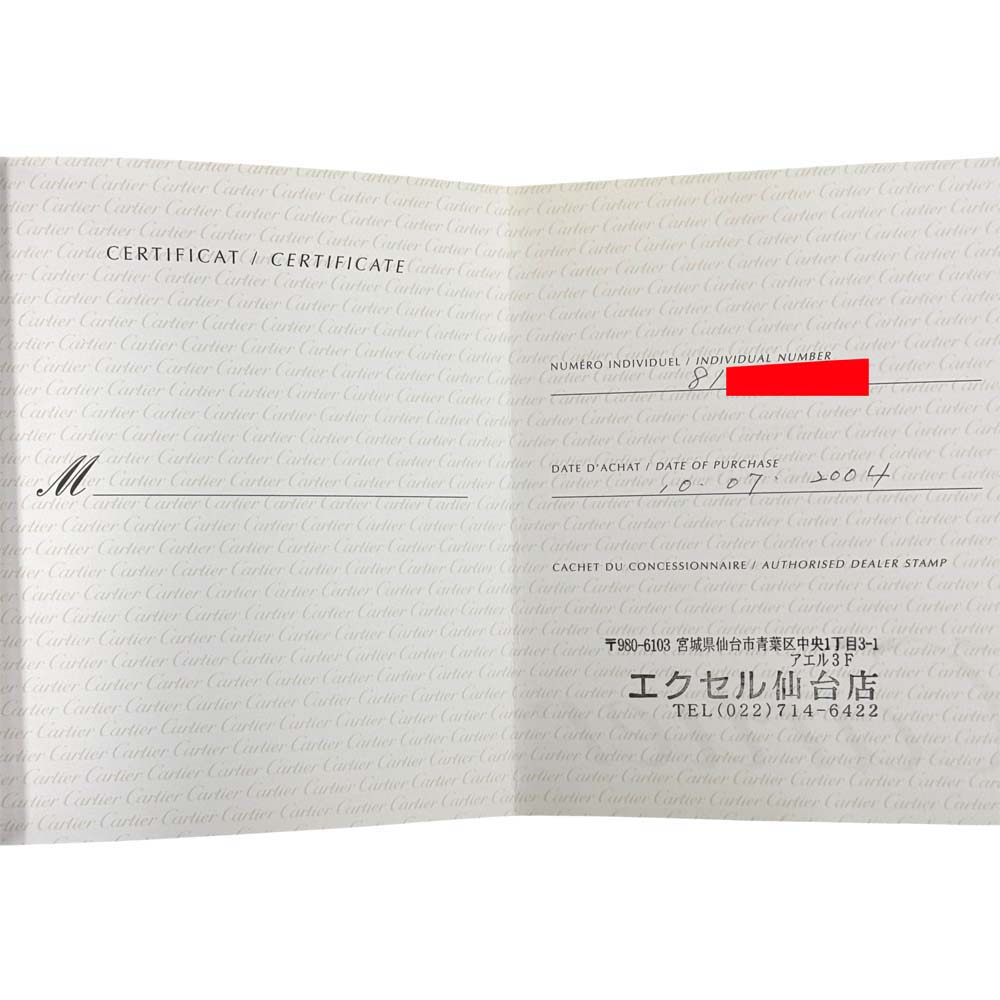 CERTIFICAT / CERTIFICATE
M
NUMÉRO INDIVIDUEL / INDIVIDUAL NUMBER
81
DATE D'ACHAT / DATE OF PURCHASE
10.07.2004
CACHET DU CONCESSIONNAIRE / AUTHORISED DEALER STAMP
〒980-6103 宮城県仙台市青葉区中央1丁目3-1
アエル3F
エクセル仙台店
TEL(022)714-6422